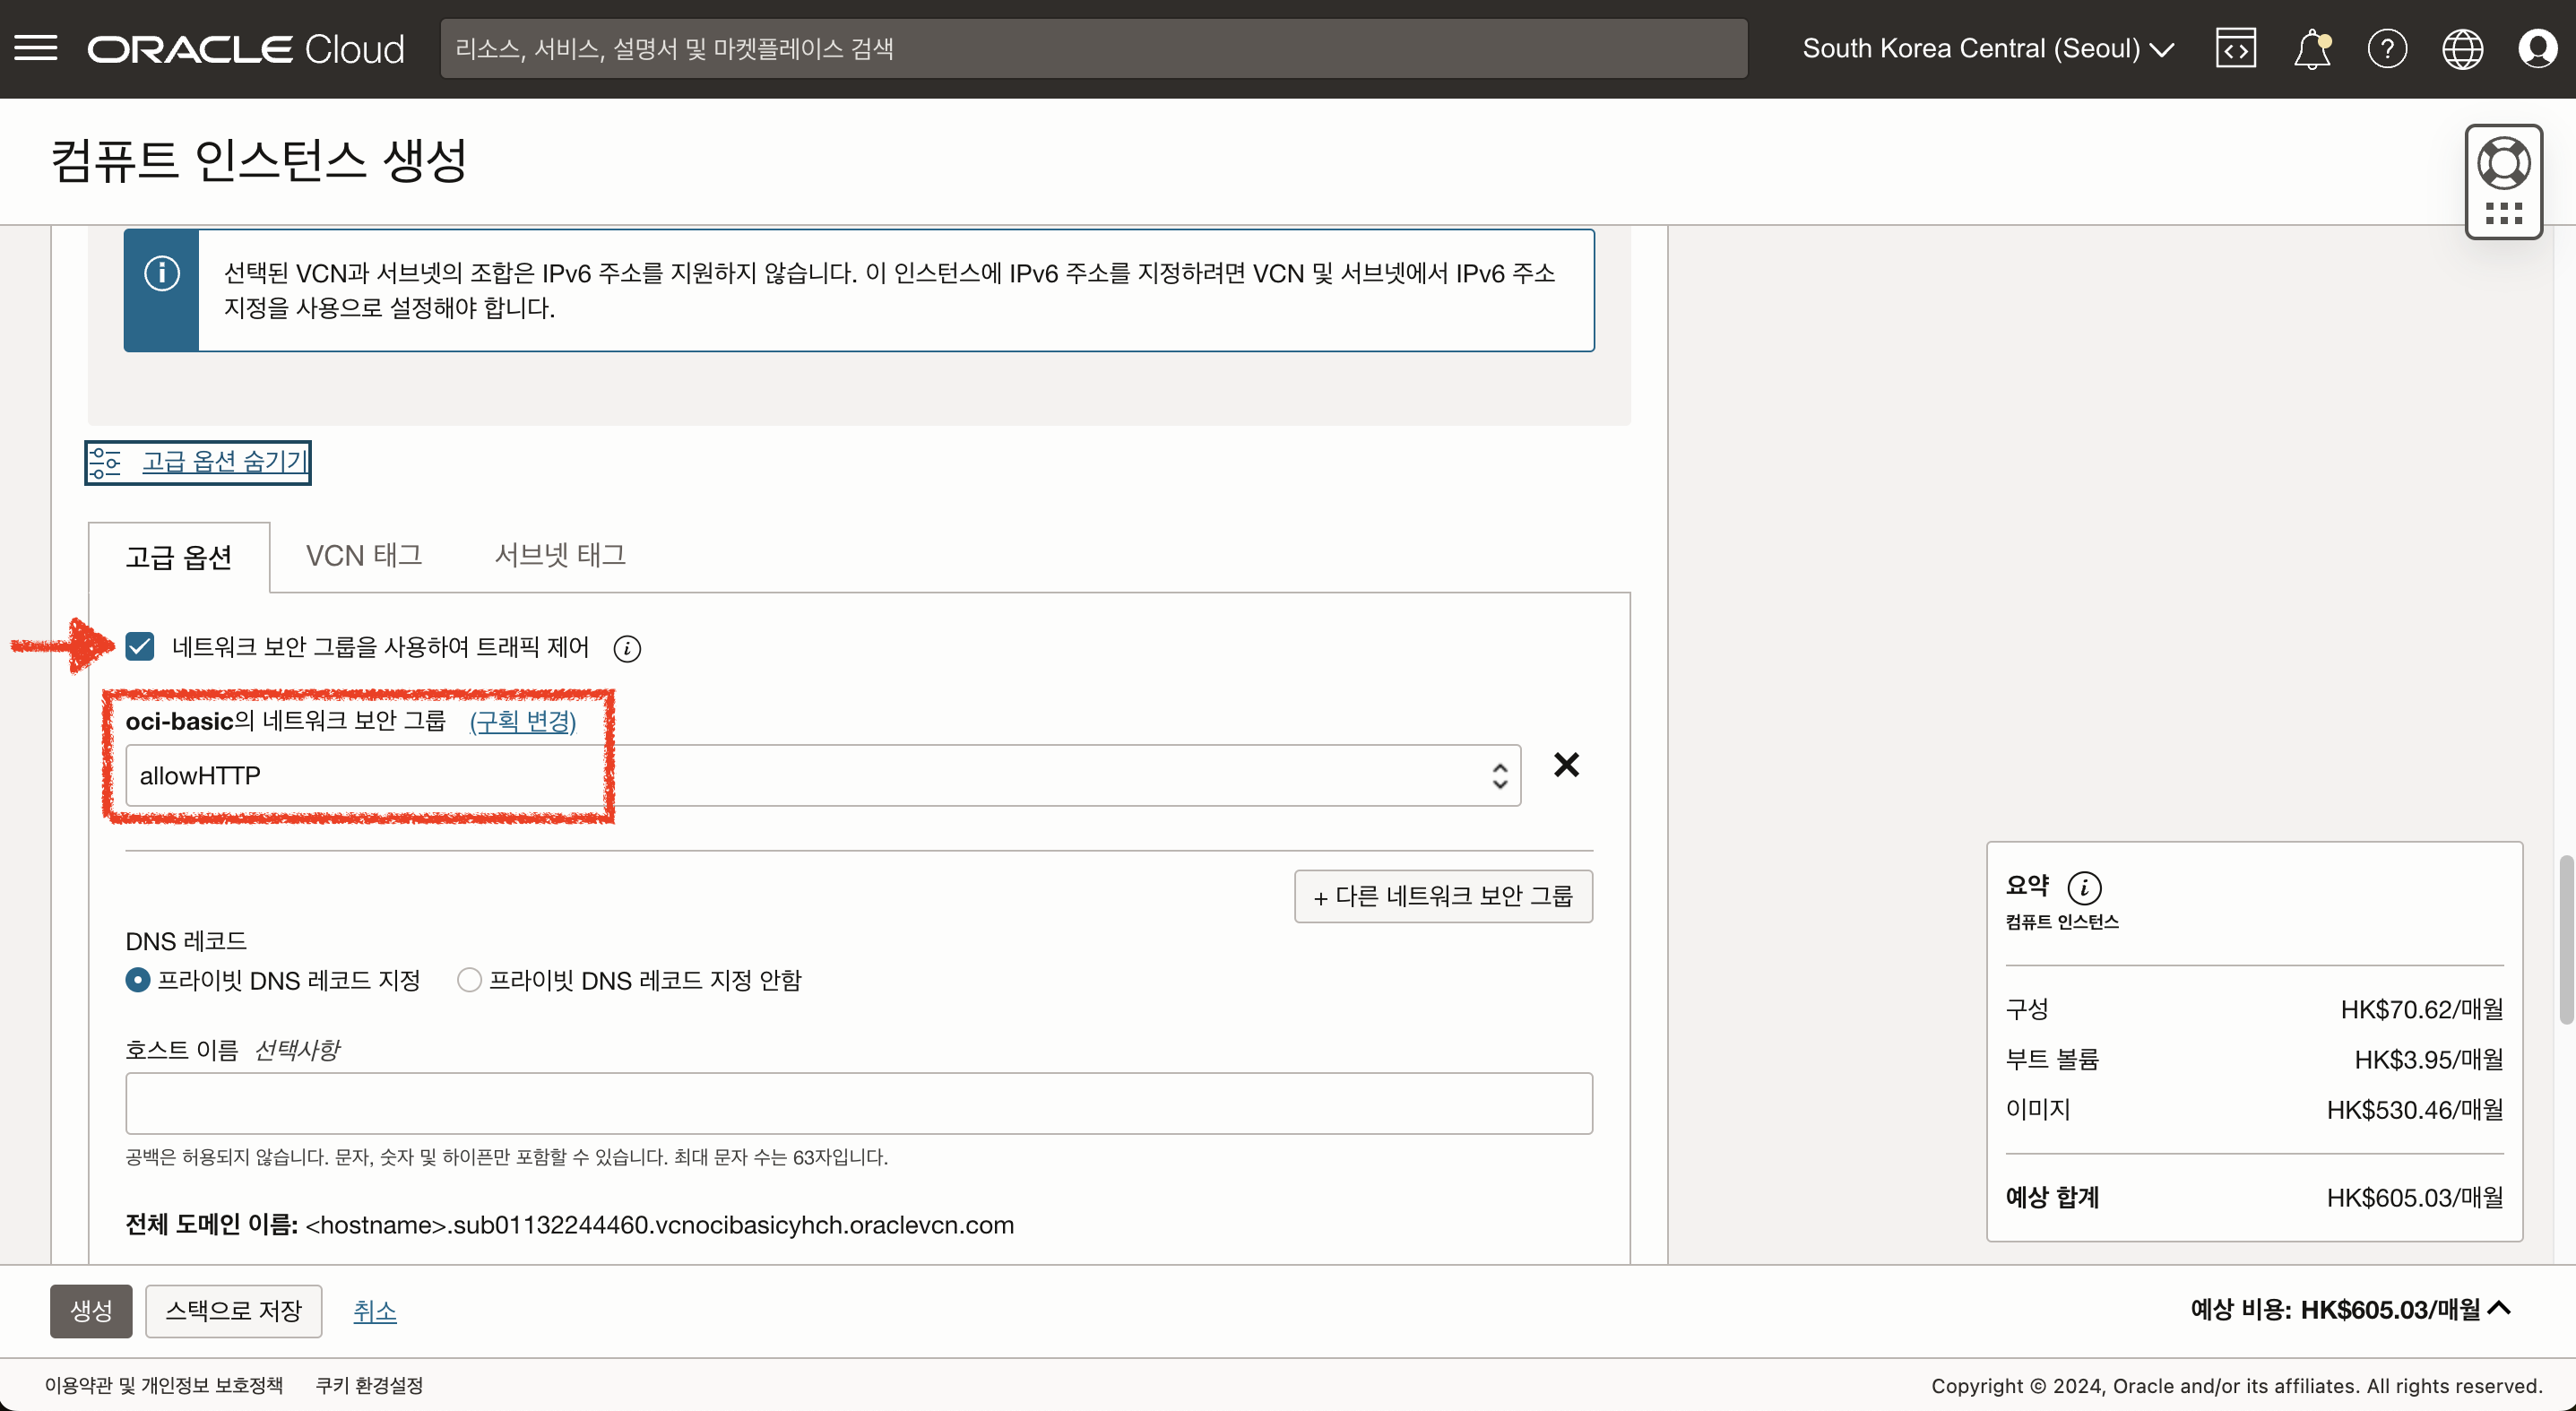 ORACLE Cloud
리소스, 서비스, 설명서 및 마켓플레이스 검색
South Korea Central (Seoul)
컴퓨트 인스턴스 생성
선택된 VCN과 서브넷의 조합은 IPv6 주소를 지원하지 않습니다. 이 인스턴스에 IPv6 주소를 지정하려면 VCN 및 서브넷에서 IPv6 주소
지정을 사용으로 설정해야 합니다.
고급 옵션 숨기기
고급 옵션
VCN 태그
서브넷 태그
네트워크 보안 그룹을 사용하여 트래픽 제어
oci-basic의 네트워크 보안 그룹 (구획 변경)
allowHTTP
+ 다른 네트워크 보안 그룹
DNS 레코드
프라이빗 DNS 레코드 지정
프라이빗 DNS 레코드 지정 안함
호스트 이름 선택사항
공백은 허용되지 않습니다. 문자, 숫자 및 하이픈만 포함할 수 있습니다. 최대 문자 수는 63자입니다.
전체 도메인 이름: <hostname>.sub01132244460.vcnocibasicyhch.oraclevcn.com
요약
컴퓨트 인스턴스
구성 HK$70.62/매월
부트 볼륨 HK$3.95/매월
이미지 HK$530.46/매월
예상 합계 HK$605.03/매월
생성
스택으로 저장
취소
예상 비용: HK$605.03/매월
이용약관 및 개인정보 보호정책
쿠키 환경설정
Copyright © 2024, Oracle and/or its affiliates. All rights reserved.